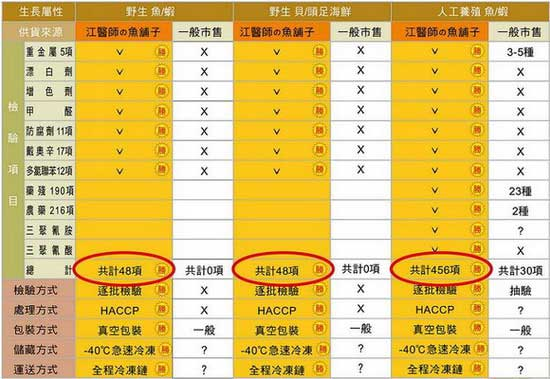 生長屬性 野生 魚/蝦 野生 貝/頭足海鮮 人工養殖 魚/蝦
供貨來源 江醫師の魚舖子 一般市售 江醫師の魚舖子 一般市售 江醫師の魚舖子 一般市售
檢驗項目
重金屬5項 v 勝 X v 勝 X v 勝 3-5種
漂白劑 v 勝 X v 勝 X v 勝 X
增色劑 v 勝 X v 勝 X v 勝 X
甲醛 v 勝 X v 勝 X v 勝 X
防腐劑11項 v 勝 X v 勝 X v 勝 X
戴奧辛17項 v 勝 X v 勝 X v 勝 X
多氯聯苯12項 v 勝 X v 勝 X v 勝 X
藥殘190項 v 勝 23種
農藥216項 v 勝 2種
三聚氰胺 v 勝 ?
三聚氰酸 v 勝 X
總計 共計48項 勝 共計0項 共計48項 勝 共計0項 共計456項 勝 共計30項
檢驗方式 逐批檢驗 勝 X 逐批檢驗 勝 X 逐批檢驗 勝 抽驗
處理方式 HACCP 勝 X HACCP 勝 X HACCP 勝 ?
包裝方式 真空包裝 勝 一般 真空包裝 勝 一般 真空包裝 勝 一般
儲藏方式 -40℃急速冷凍 勝 ? -40℃急速冷凍 勝 ? -40℃急速冷凍 勝 ?
運送方式 全程冷凍鏈 勝 ? 全程冷凍鏈 勝 ? 全程冷凍鏈 勝 ?